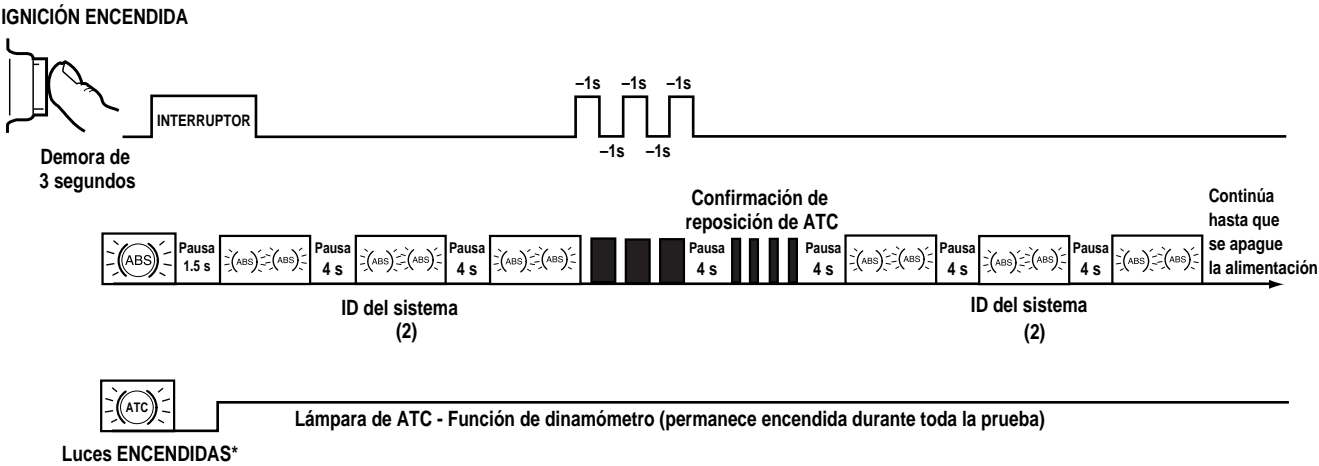 IGNICIÓN ENCENDIDA
–1s –1s –1s
INTERRUPTOR
–1s –1s
Demora de
3 segundos
Confirmación de
reposición de ATC
Continúa
hasta que
se apague
la alimentación
ABS Pausa 1.5 s ABS ABS Pausa 4 s ABS ABS Pausa 4 s ABS ABS Pausa 4 s Pausa 4 s ABS ABS Pausa 4 s ABS ABS Pausa 4 s ABS ABS
ID del sistema
(2)
ID del sistema
(2)
ATC
Lámpara de ATC - Función de dinamómetro (permanece encendida durante toda la prueba)
Luces ENCENDIDAS*